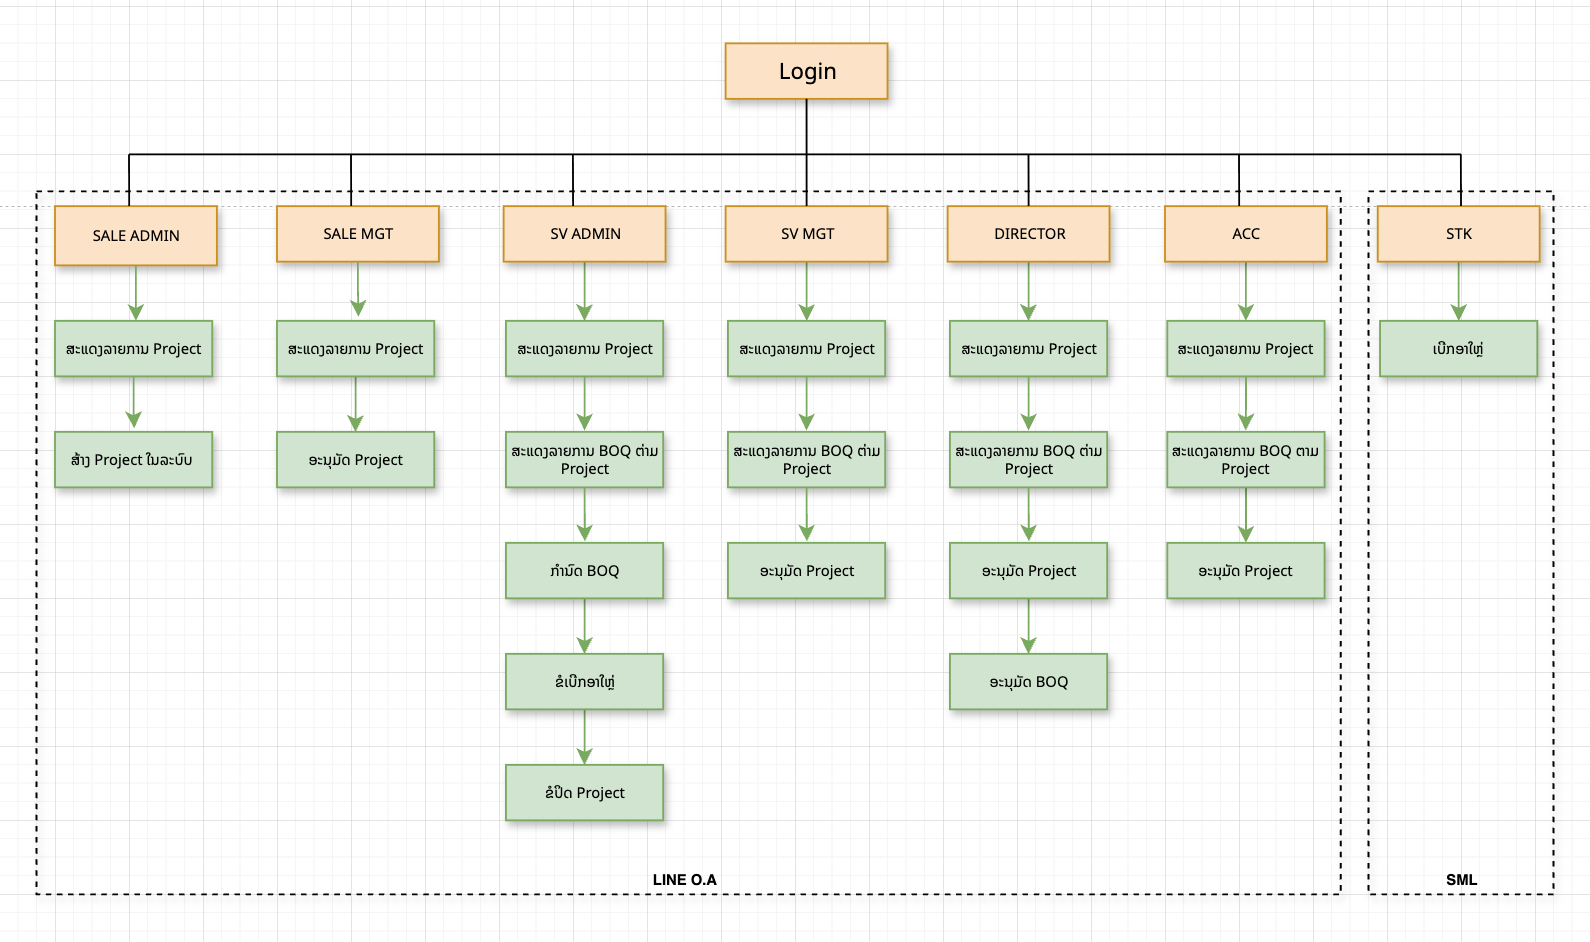 Login
SALE ADMIN
SALE MGT
SV ADMIN
SV MGT
DIRECTOR
ACC
STK
ສະແດງລາຍການ Project
ສະແດງລາຍການ Project
ສະແດງລາຍການ Project
ສະແດງລາຍການ Project
ສະແດງລາຍການ Project
ສະແດງລາຍການ Project
ເບີກອາໃຫຼ່
ສ້າງ Project ໃນລະບົບ
ອະນຸມັດ Project
ສະແດງລາຍການ BOQ ຕ່າມ
Project
ສະແດງລາຍການ BOQ ຕ່າມ
Project
ສະແດງລາຍການ BOQ ຕ່າມ
Project
ສະແດງລາຍການ BOQ ຕາມ
Project
ກຳນົດ BOQ
ອະນຸມັດ Project
ອະນຸມັດ Project
ອະນຸມັດ Project
ຂໍເບີກອາໃຫຼ່
ອະນຸມັດ BOQ
ຂໍປິດ Project
LINE O.A
SML